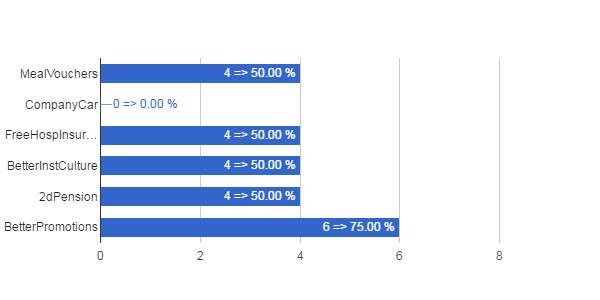 MealVouchers 4 => 50.00 %
CompanyCar 0 => 0.00 %
FreeHospInsur... 4 => 50.00 %
BetterInstCulture 4 => 50.00 %
2dPension 4 => 50.00 %
BetterPromotions 6 => 75.00 %
0 2 4 6 8